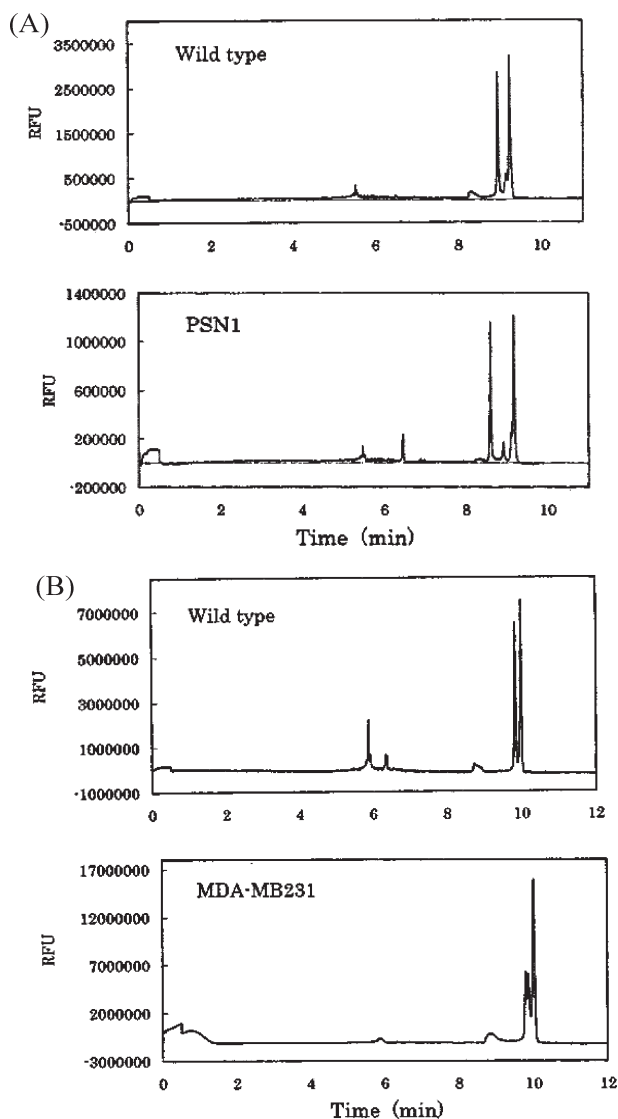 (A)
Wild type
RFU
3500000
2500000
1500000
500000
-500000
0 2 4 6 8 10
PSN1
RFU
1400000
1000000
600000
200000
-200000
0 2 4 6 8 10
Time (min)
(B)
Wild type
RFU
7000000
5000000
3000000
1000000
-1000000
0 2 4 6 8 10 12
MDA-MB231
RFU
17000000
12000000
7000000
2000000
-3000000
0 2 4 6 8 10 12
Time (min)